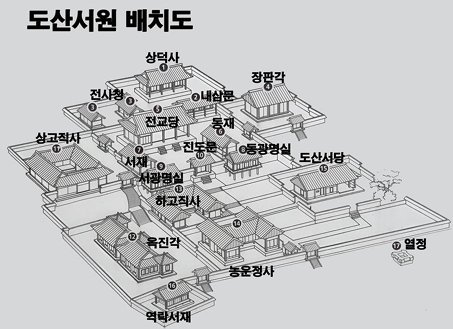 도산서원 배치도
상덕사
1
장판각
4
전사청
3
3
2
내삼문
5
전교당
동재
6
상고직사
11
7
서재
진도문
10
8
동광명실
9
서광명실
도산서당
15
13
하고직사
14
12
옥진각
농운정사
17
열정
16
역락서재